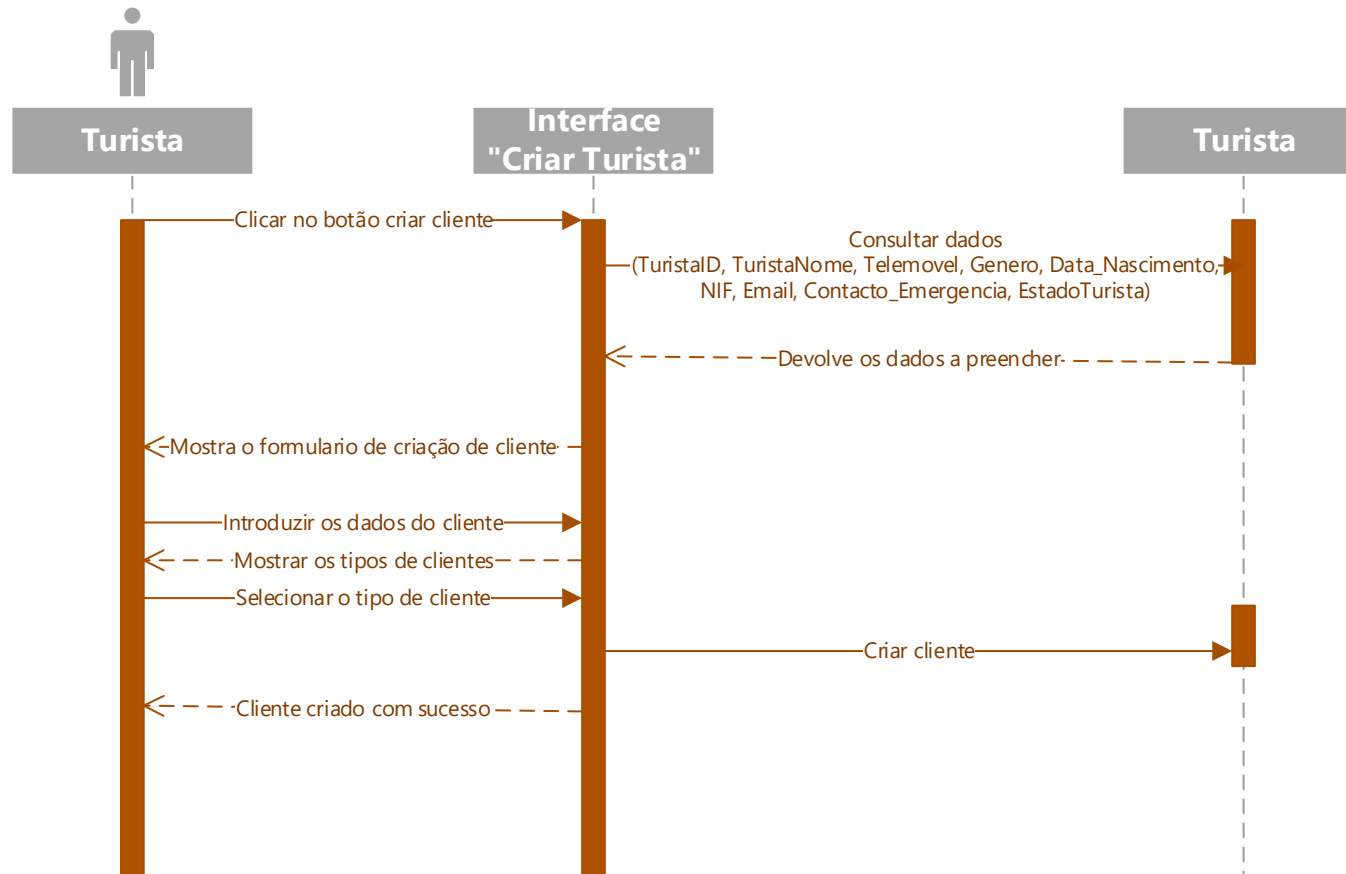 Turista
Interface
"Criar Turista"
Turista
Clicar no botão criar cliente
Consultar dados
(TuristaID, TuristaNome, Telemovel, Genero, Data_Nascimento,
NIF, Email, Contacto_Emergencia, EstadoTurista)
Devolve os dados a preencher
Mostra o formulario de criação de cliente
Introduzir os dados do cliente
Mostrar os tipos de clientes
Selecionar o tipo de cliente
Criar cliente
Cliente criado com sucesso